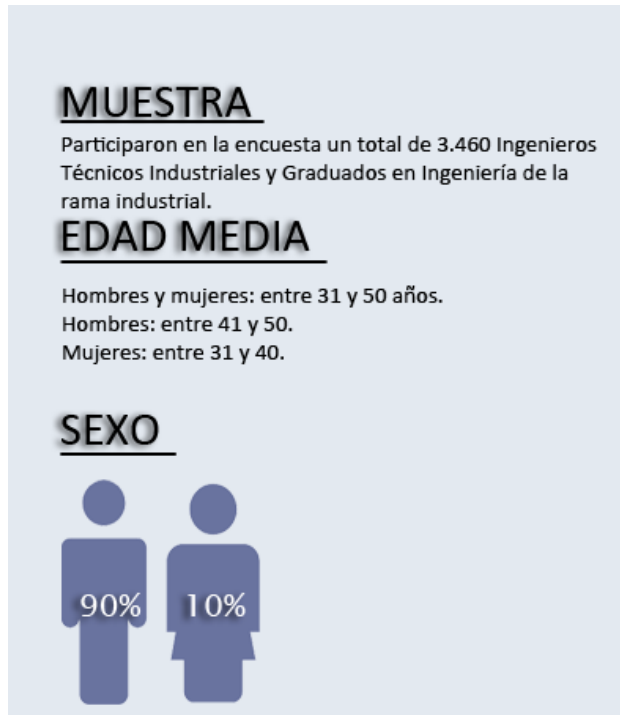 MUESTRA
Participaron en la encuesta un total de 3.460 Ingenieros
Técnicos Industriales y Graduados en Ingeniería de la
rama industrial.
EDAD MEDIA
Hombres y mujeres: entre 31 y 50 años.
Hombres: entre 41 y 50.
Mujeres: entre 31 y 40.
SEXO
90% 10%